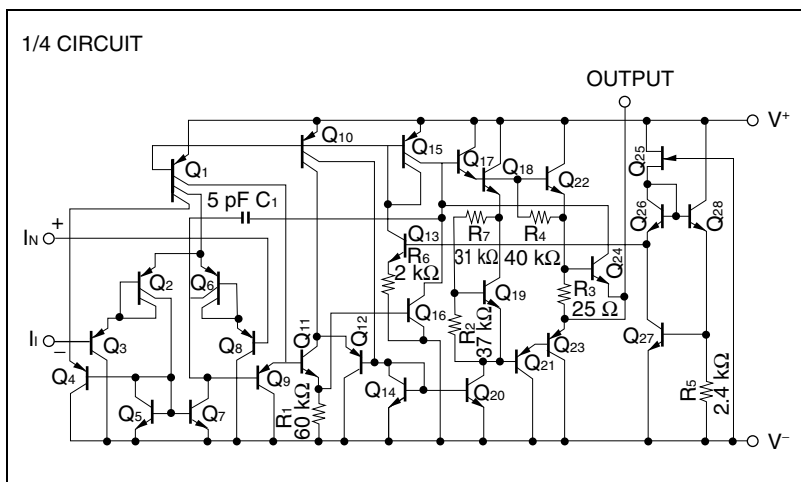 1/4 CIRCUIT
OUTPUT
V+
Q10
Q15
Q1
Q17
Q18
Q22
Q25
Q26
Q28
5 pF C1
+
IN
Q13
R6
2 kΩ
R7
31 kΩ
R4
40 kΩ
Q24
Q2
Q6
R3
25 Ω
Q19
Q16
R2
37 kΩ
Q27
Q3
Q8
Q11
Q12
II
−
Q4
Q9
Q21
Q23
R5
2.4 kΩ
Q5
Q7
R1
60 kΩ
Q14
Q20
V−